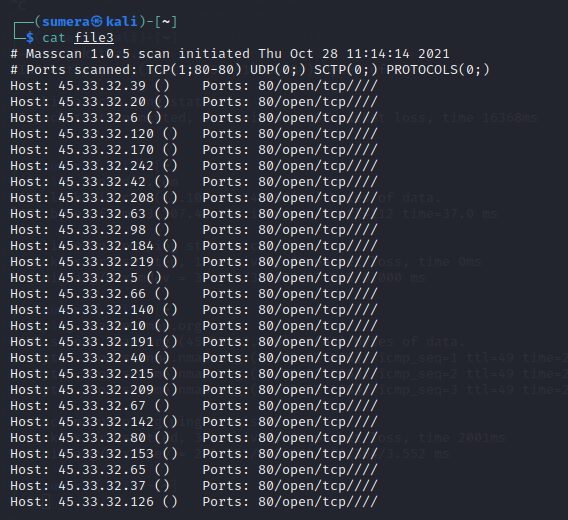 ┌──(sumera㉿kali)-[~]
└─$ cat file3
# Masscan 1.0.5 scan initiated Thu Oct 28 11:14:14 2021
# Ports scanned: TCP(1;80-80) UDP(0;) SCTP(0;) PROTOCOLS(0;)
Host: 45.33.32.39 ()    Ports: 80/open/tcp////
Host: 45.33.32.20 ()    Ports: 80/open/tcp////
Host: 45.33.32.6 ()     Ports: 80/open/tcp////
Host: 45.33.32.120 ()   Ports: 80/open/tcp////
Host: 45.33.32.170 ()   Ports: 80/open/tcp////
Host: 45.33.32.242 ()   Ports: 80/open/tcp////
Host: 45.33.32.42 ()    Ports: 80/open/tcp////
Host: 45.33.32.208 ()   Ports: 80/open/tcp////
Host: 45.33.32.63 ()    Ports: 80/open/tcp////
Host: 45.33.32.98 ()    Ports: 80/open/tcp////
Host: 45.33.32.184 ()   Ports: 80/open/tcp////
Host: 45.33.32.219 ()   Ports: 80/open/tcp////
Host: 45.33.32.5 ()     Ports: 80/open/tcp////
Host: 45.33.32.66 ()    Ports: 80/open/tcp////
Host: 45.33.32.140 ()   Ports: 80/open/tcp////
Host: 45.33.32.10 ()    Ports: 80/open/tcp////
Host: 45.33.32.191 ()   Ports: 80/open/tcp////
Host: 45.33.32.40 ()    Ports: 80/open/tcp////
Host: 45.33.32.215 ()   Ports: 80/open/tcp////
Host: 45.33.32.209 ()   Ports: 80/open/tcp////
Host: 45.33.32.67 ()    Ports: 80/open/tcp////
Host: 45.33.32.142 ()   Ports: 80/open/tcp////
Host: 45.33.32.80 ()    Ports: 80/open/tcp////
Host: 45.33.32.153 ()   Ports: 80/open/tcp////
Host: 45.33.32.65 ()    Ports: 80/open/tcp////
Host: 45.33.32.37 ()    Ports: 80/open/tcp////
Host: 45.33.32.126 ()   Ports: 80/open/tcp////